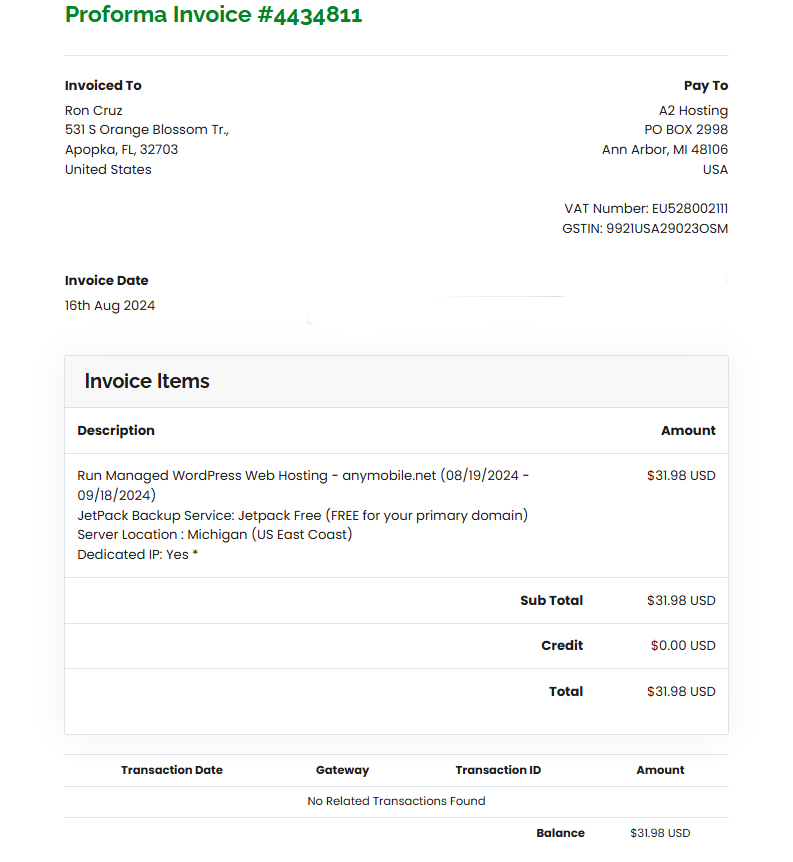 Proforma Invoice #4434811
Invoiced To
Ron Cruz
531 S Orange Blossom Tr.,
Apopka, FL, 32703
United States
Pay To
A2 Hosting
PO BOX 2998
Ann Arbor, MI 48106
USA
VAT Number: EU528002111
GSTIN: 9921USA29023OSM
Invoice Date
16th Aug 2024
Invoice Items
Description Amount
Run Managed WordPress Web Hosting - anymobile.net (08/19/2024 - $31.98 USD
09/18/2024)
JetPack Backup Service: Jetpack Free (FREE for your primary domain)
Server Location : Michigan (US East Coast)
Dedicated IP: Yes *
Sub Total $31.98 USD
Credit $0.00 USD
Total $31.98 USD
Transaction Date Gateway Transaction ID Amount
No Related Transactions Found
Balance $31.98 USD